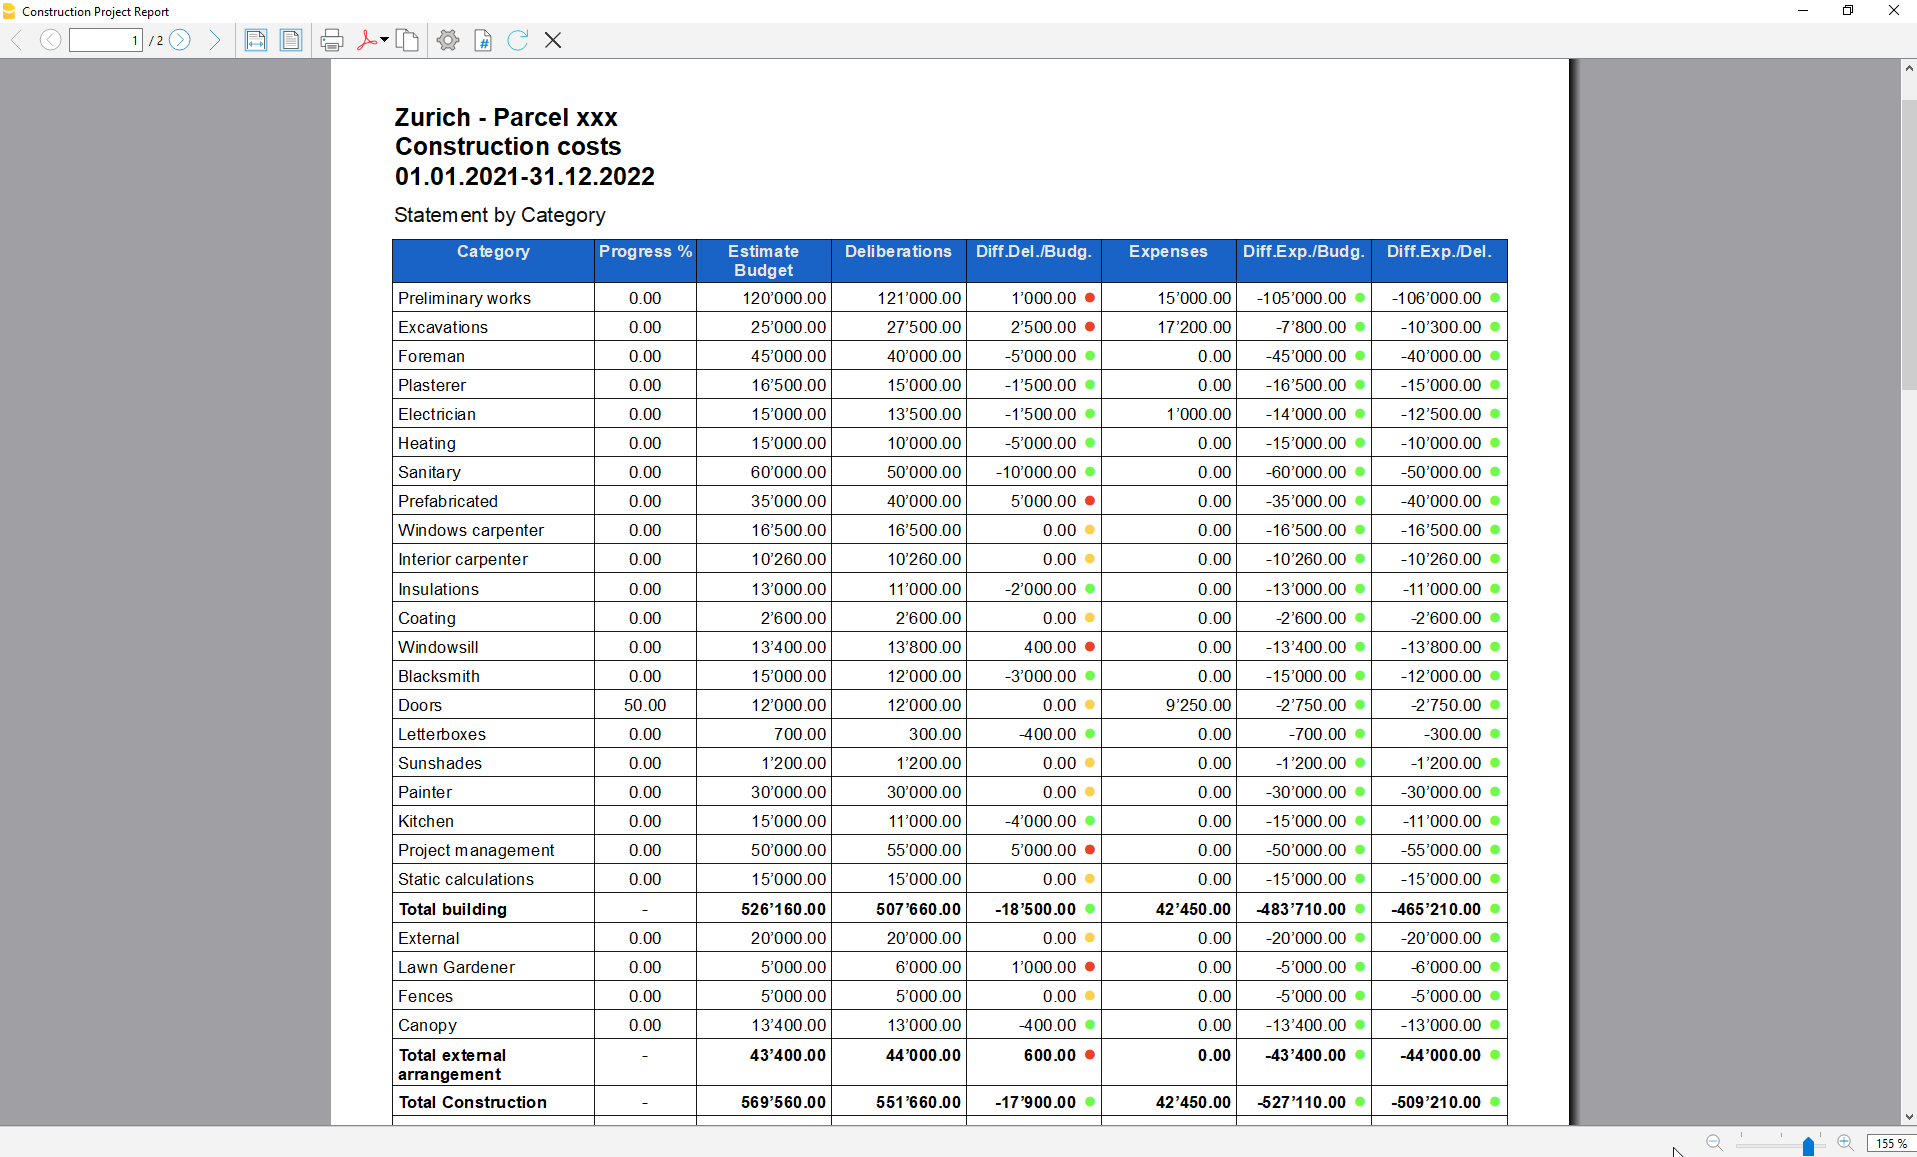 Construction Project Report
1 / 2
Zurich - Parcel xxx
Construction costs
01.01.2021-31.12.2022
Statement by Category
Category Progress % Estimate Budget Deliberations Diff.Del./Budg. Expenses Diff.Exp./Budg. Diff.Exp./Del.
Preliminary works 0.00 120’000.00 121’000.00 1’000.00 15’000.00 -105’000.00 -106’000.00
Excavations 0.00 25’000.00 27’500.00 2’500.00 17’200.00 -7’800.00 -10’300.00
Foreman 0.00 45’000.00 40’000.00 -5’000.00 0.00 -45’000.00 -40’000.00
Plasterer 0.00 16’500.00 15’000.00 -1’500.00 0.00 -16’500.00 -15’000.00
Electrician 0.00 15’000.00 13’500.00 -1’500.00 1’000.00 -14’000.00 -12’500.00
Heating 0.00 15’000.00 10’000.00 -5’000.00 0.00 -15’000.00 -10’000.00
Sanitary 0.00 60’000.00 50’000.00 -10’000.00 0.00 -60’000.00 -50’000.00
Prefabricated 0.00 35’000.00 40’000.00 5’000.00 0.00 -35’000.00 -40’000.00
Windows carpenter 0.00 16’500.00 16’500.00 0.00 0.00 -16’500.00 -16’500.00
Interior carpenter 0.00 10’260.00 10’260.00 0.00 0.00 -10’260.00 -10’260.00
Insulations 0.00 13’000.00 11’000.00 -2’000.00 0.00 -13’000.00 -11’000.00
Coating 0.00 2’600.00 2’600.00 0.00 0.00 -2’600.00 -2’600.00
Windowsill 0.00 13’400.00 13’800.00 400.00 0.00 -13’400.00 -13’800.00
Blacksmith 0.00 15’000.00 12’000.00 -3’000.00 0.00 -15’000.00 -12’000.00
Doors 50.00 12’000.00 12’000.00 0.00 9’250.00 -2’750.00 -2’750.00
Letterboxes 0.00 700.00 300.00 -400.00 0.00 -700.00 -300.00
Sunshades 0.00 1’200.00 1’200.00 0.00 0.00 -1’200.00 -1’200.00
Painter 0.00 30’000.00 30’000.00 0.00 0.00 -30’000.00 -30’000.00
Kitchen 0.00 15’000.00 11’000.00 -4’000.00 0.00 -15’000.00 -11’000.00
Project management 0.00 50’000.00 55’000.00 5’000.00 0.00 -50’000.00 -55’000.00
Static calculations 0.00 15’000.00 15’000.00 0.00 0.00 -15’000.00 -15’000.00
Total building - 526’160.00 507’660.00 -18’500.00 42’450.00 -483’710.00 -465’210.00
External 0.00 20’000.00 20’000.00 0.00 0.00 -20’000.00 -20’000.00
Lawn Gardener 0.00 5’000.00 6’000.00 1’000.00 0.00 -5’000.00 -6’000.00
Fences 0.00 5’000.00 5’000.00 0.00 0.00 -5’000.00 -5’000.00
Canopy 0.00 13’400.00 13’000.00 -400.00 0.00 -13’400.00 -13’000.00
Total external arrangement - 43’400.00 44’000.00 600.00 0.00 -43’400.00 -44’000.00
Total Construction - 569’560.00 551’660.00 -17’900.00 42’450.00 -527’110.00 -509’210.00
155 %